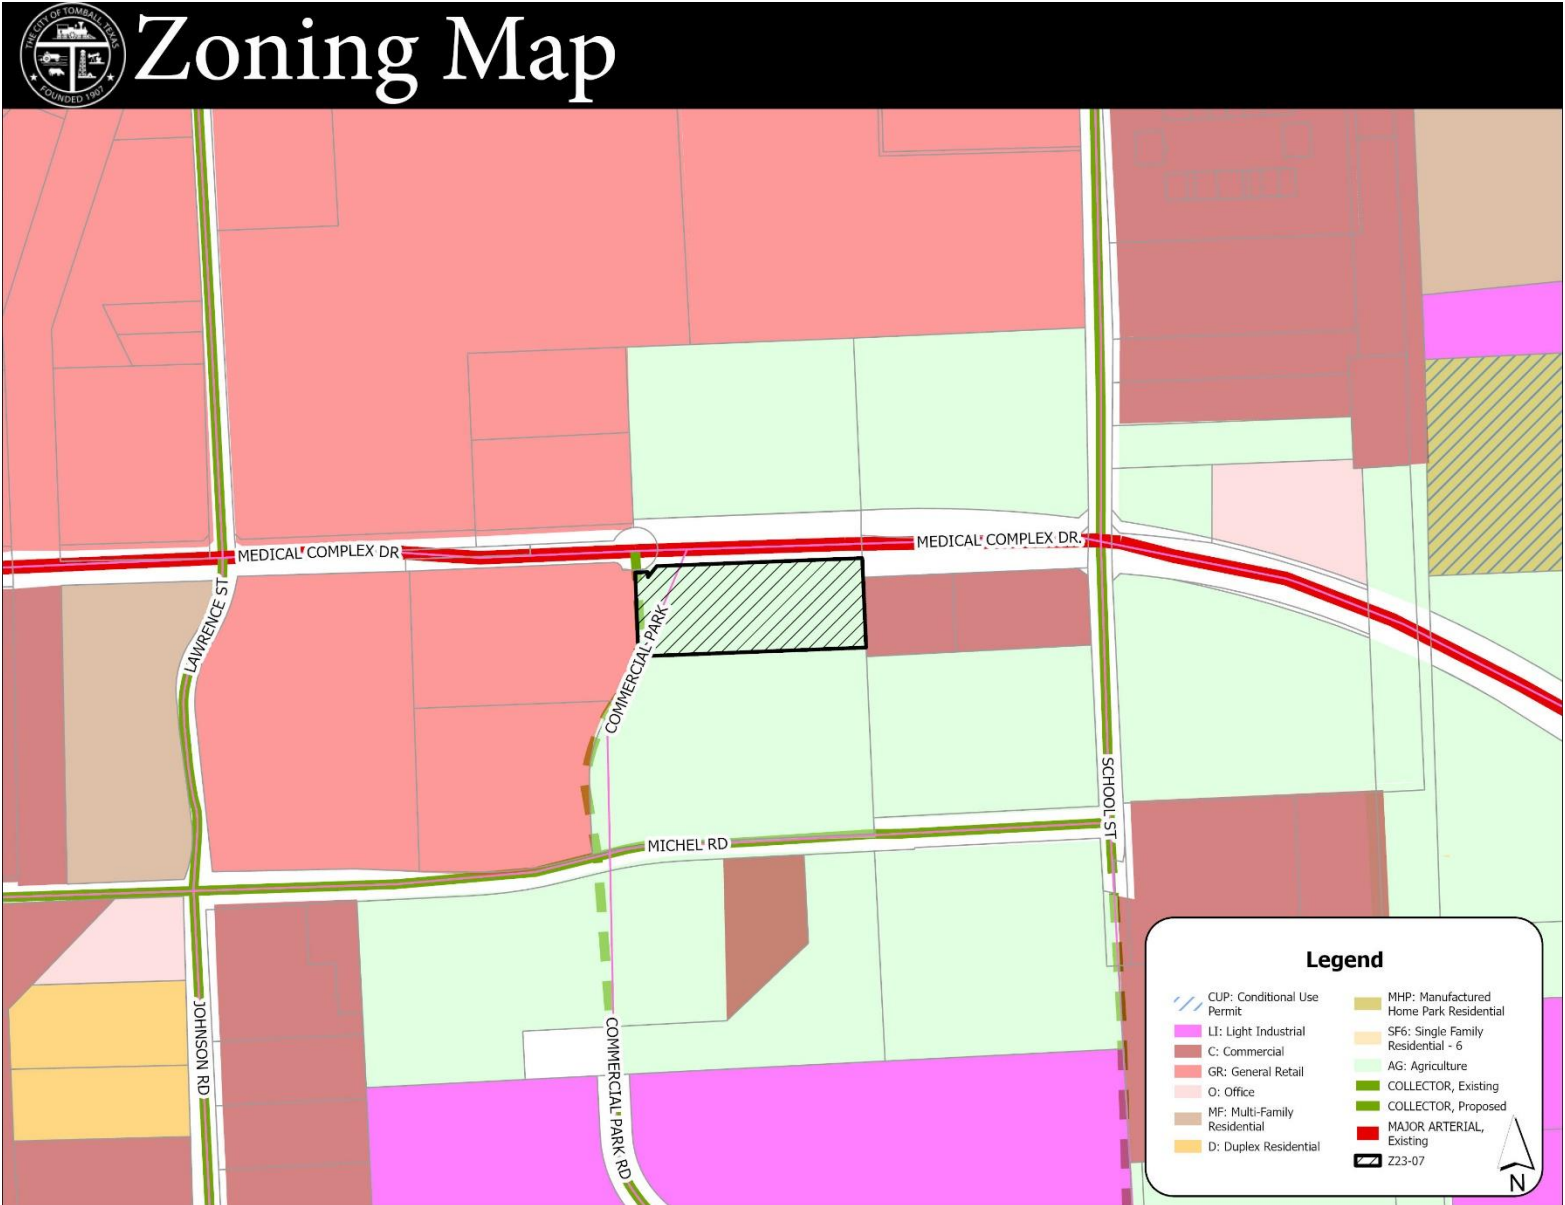 THE CITY OF TOMBALL, TEXAS
FOUNDED 1907
Zoning Map
MEDICAL COMPLEX DR
MEDICAL COMPLEX DR.
LAWRENCE ST
COMMERCIAL PARK
SCHOOL ST
MICHEL RD
JOHNSON RD
COMMERCIAL PARK RD
Legend
CUP: Conditional Use
Permit
LI: Light Industrial
C: Commercial
GR: General Retail
O: Office
MF: Multi-Family
Residential
D: Duplex Residential
MHP: Manufactured
Home Park Residential
SF6: Single Family
Residential - 6
AG: Agriculture
COLLECTOR, Existing
COLLECTOR, Proposed
MAJOR ARTERIAL,
Existing
Z23-07
N